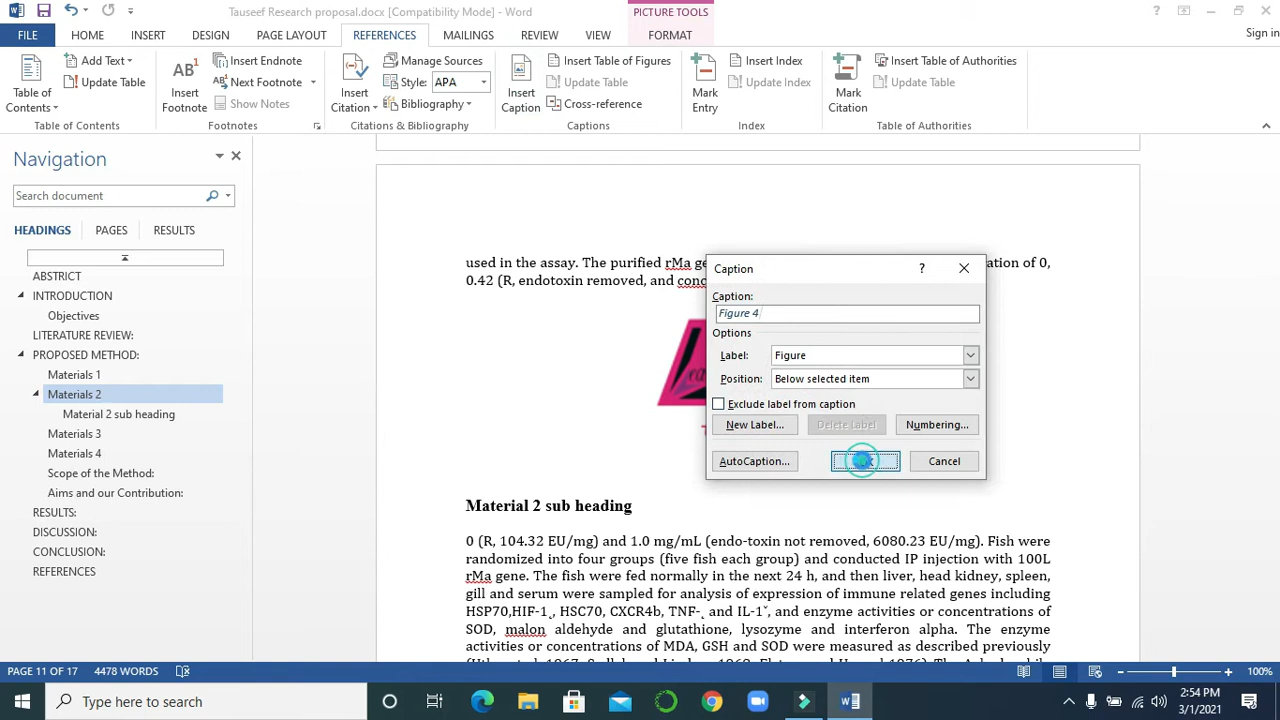 Tauseef Research proposal.docx [Compatibility Mode] - Word
PICTURE TOOLS
?
FILE
HOME
INSERT
DESIGN
PAGE LAYOUT
REFERENCES
MAILINGS
REVIEW
VIEW
FORMAT
Sign in
Table of Contents
Add Text
Update Table
Table of Contents
AB¹
Insert Footnote
Insert Endnote
Next Footnote
Show Notes
Footnotes
Insert Citation
Manage Sources
Style: APA
Bibliography
Citations & Bibliography
Insert Caption
Insert Table of Figures
Update Table
Cross-reference
Captions
Mark Entry
Insert Index
Update Index
Index
Mark Citation
Insert Table of Authorities
Update Table
Table of Authorities
Navigation
Search document
HEADINGS
PAGES
RESULTS
ABSTRICT
INTRODUCTION
Objectives
LITERATURE REVIEW:
PROPOSED METHOD:
Materials 1
Materials 2
Material 2 sub heading
Materials 3
Materials 4
Scope of the Method:
Aims and our Contribution:
RESULTS:
DISCUSSION:
CONCLUSION:
REFERENCES
used in the assay. The purified rMa ation of 0,
0.42 (R, endotoxin removed, and
Caption
?
Caption:
Figure 4
Options
Label: Figure
Position: Below selected item
Exclude label from caption
New Label...
Delete Label
Numbering...
AutoCaption...
Cancel
Material 2 sub heading
0 (R, 104.32 EU/mg) and 1.0 mg/mL (endo-toxin not removed, 6080.23 EU/mg). Fish were
randomized into four groups (five fish each group) and conducted IP injection with 100L
rMa gene. The fish were fed normally in the next 24 h, and then liver, head kidney, spleen,
gill and serum were sampled for analysis of expression of immune related genes including
HSP70,HIF-1¸, HSC70, CXCR4b, TNF-¸ and IL-1ˇ, and enzyme activities or concentrations of
SOD, malon aldehyde and glutathione, lysozyme and interferon alpha. The enzyme
activities or concentrations of MDA, GSH and SOD were measured as described previously
PAGE 11 OF 17
4478 WORDS
100%
Type here to search
2:54 PM
3/1/2021